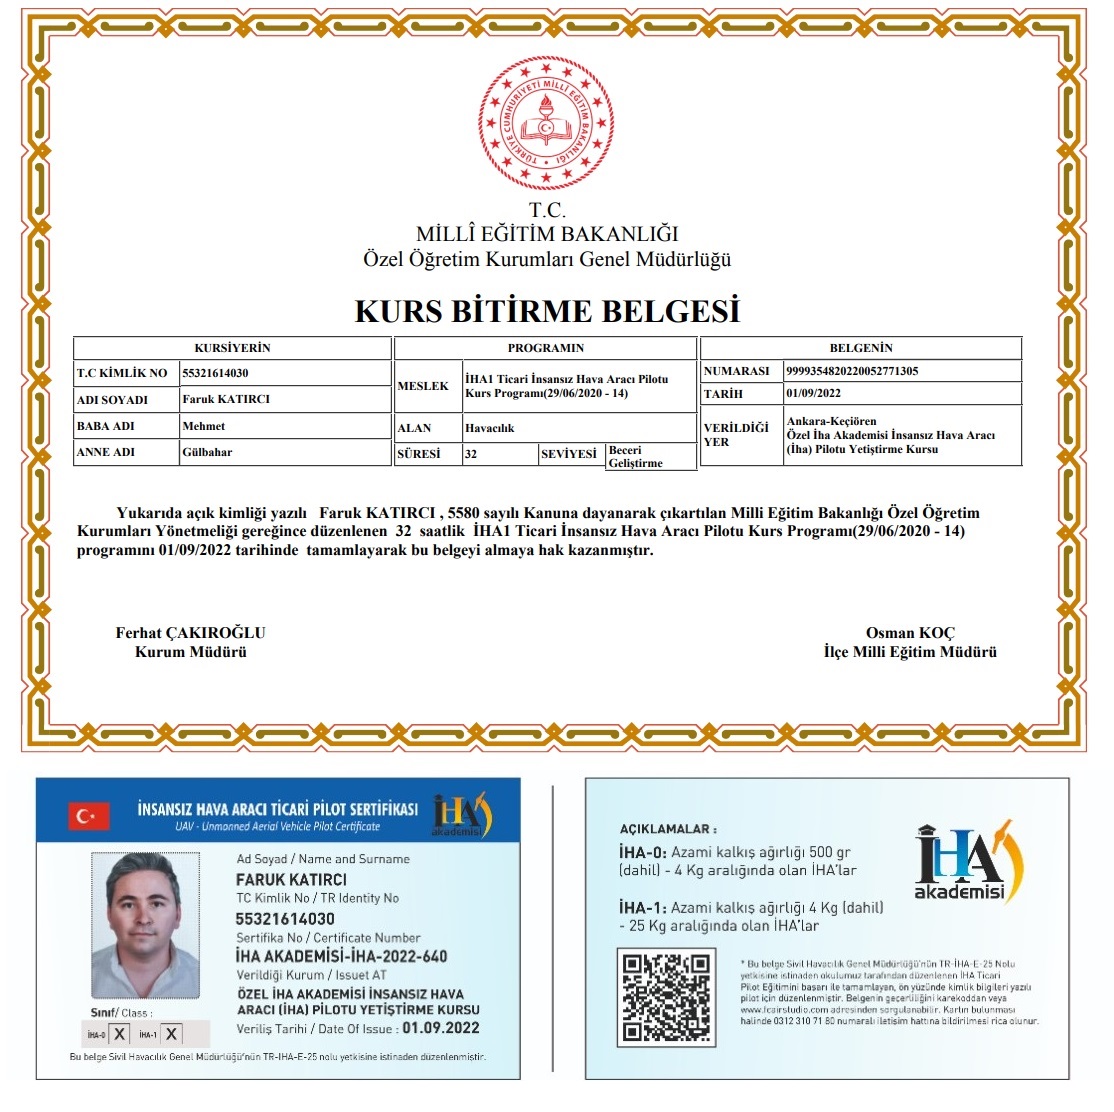 TÜRKİYE CUMHURİYETİ MİLLİ EĞİTİM BAKANLIĞI
T.C.
MİLLÎ EĞİTİM BAKANLIĞI
Özel Öğretim Kurumları Genel Müdürlüğü
KURS BİTİRME BELGESİ
KURSİYERİN
T.C KİMLİK NO 55321614030
ADI SOYADI Faruk KATIRCI
BABA ADI Mehmet
ANNE ADI Gülbahar
PROGRAMIN
MESLEK İHA1 Ticari İnsansız Hava Aracı Pilotu
Kurs Programı(29/06/2020 - 14)
ALAN Havacılık
SÜRESİ 32 SEVİYESİ Beceri
Geliştirme
BELGENİN
NUMARASI 9999354820220052771305
TARİH 01/09/2022
VERİLDİĞİ
YER
Ankara-Keçiören
Özel İha Akademisi İnsansız Hava Aracı
(İha) Pilotu Yetiştirme Kursu
Yukarıda açık kimliği yazılı Faruk KATIRCI , 5580 sayılı Kanuna dayanarak çıkartılan Milli Eğitim Bakanlığı Özel Öğretim
Kurumları Yönetmeliği gereğince düzenlenen 32 saatlik İHA1 Ticari İnsansız Hava Aracı Pilotu Kurs Programı(29/06/2020 - 14)
programını 01/09/2022 tarihinde tamamlayarak bu belgeyi almaya hak kazanmıştır.
Ferhat ÇAKIROĞLU
Kurum Müdürü
Osman KOÇ
İlçe Milli Eğitim Müdürü
İNSANSIZ HAVA ARACI TİCARİ PİLOT SERTİFİKASI
UAV - Unmanned Aerial Vehicle Pilot Certificate
İHA
akademisi
Ad Soyad / Name and Surname
FARUK KATIRCI
TC Kimlik No / TR Identity No
55321614030
Sertifika No / Certificate Number
İHA AKADEMİSİ-İHA-2022-640
Verildiği Kurum / Issuet AT
ÖZEL İHA AKADEMİSİ İNSANSIZ HAVA
ARACI (İHA) PİLOTU YETİŞTİRME KURSU
Veriliş Tarihi / Date Of Issue : 01.09.2022
Sınıf/ Class :
İHA-0 X İHA-1 X
Bu belge Sivil Havacılık Genel Müdürlüğü'nün TR-İHA-E-25 nolu yetkisine istinaden düzenlenmiştir.
AÇIKLAMALAR :
İHA-0: Azami kalkış ağırlığı 500 gr
(dahil) - 4 Kg aralığında olan İHA'lar
İHA-1: Azami kalkış ağırlığı 4 Kg (dahil)
- 25 Kg aralığında olan İHA'lar
İHA
akademisi
* Bu belge Sivil Havacılık Genel Müdürlüğü'nün TR-İHA-E-25 Nolu
yetkisine istinaden okulumuz tarafından düzenlenen İHA Ticari
Pilot Eğitimini başarı ile tamamlayan, ön yüzünde kimlik bilgileri yazılı
pilot için düzenlenmiştir. Belgenin geçerliliğini karekoddan veya
www.fcairstudio.com adresinden sorgulanabilir. Kartın bulunması
halinde 0312 310 71 80 numaralı iletişim hattına bildirilmesi rica olunur.